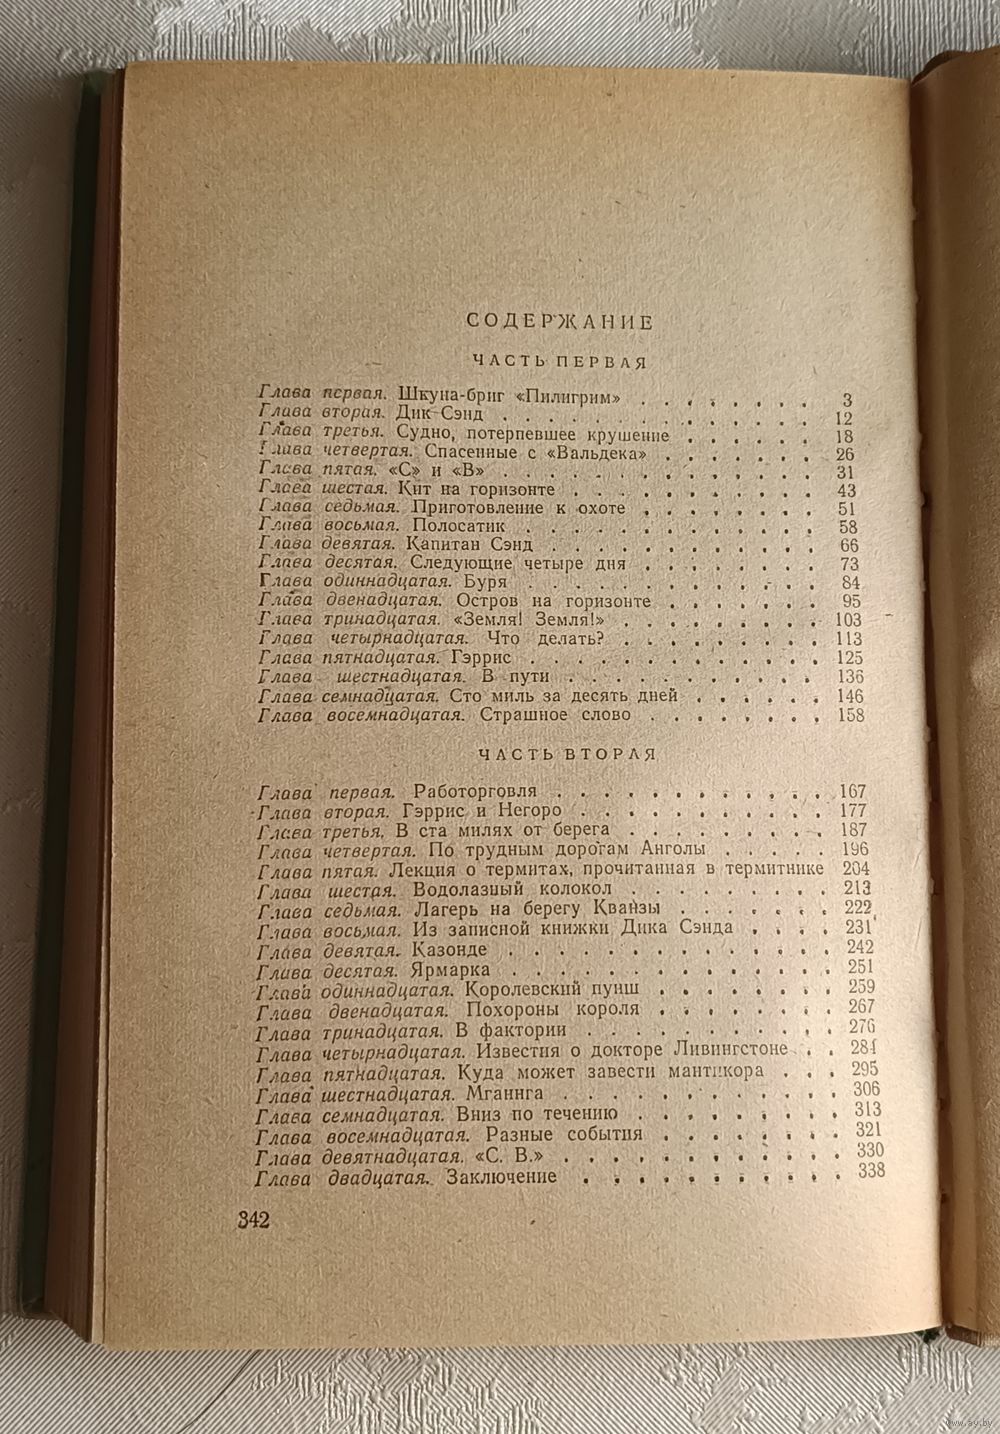 СОДЕРЖАНИЕ
ЧАСТЬ ПЕРВАЯ
Глава первая. Шкуна-бриг «Пилигрим» . . . . . . . . 3
Глава вторая. Дик Сэнд . . . . . . . . . . . . . 12
Глава третья. Судно, потерпевшее крушение . . . . . . . 18
Глава четвертая. Спасенные с «Вальдека» . . . . . . . 26
Глава пятая. «С» и «В» . . . . . . . . . . . . . 31
Глава шестая. Кит на горизонте . . . . . . . . . . . 43
Глава седьмая. Приготовление к охоте . . . . . . . . 51
Глава восьмая. Полосатик . . . . . . . . . . . . 58
Глава девятая. Капитан Сэнд . . . . . . . . . . . 66
Глава десятая. Следующие четыре дня . . . . . . . . 73
Глава одиннадцатая. Буря . . . . . . . . . . . . 84
Глава двенадцатая. Остров на горизонте . . . . . . . 95
Глава тринадцатая. «Земля! Земля!» . . . . . . . . . 103
Глава четырнадцатая. Что делать? . . . . . . . . . 113
Глава пятнадцатая. Гэррис . . . . . . . . . . . . 125
Глава шестнадцатая. В пути . . . . . . . . . . . 136
Глава семнадцатая. Сто миль за десять дней . . . . . . 146
Глава восемнадцатая. Страшное слово . . . . . . . . 158
ЧАСТЬ ВТОРАЯ
Глава первая. Работорговля . . . . . . . . . . . . 167
Глава вторая. Гэррис и Негоро . . . . . . . . . . . 177
Глава третья. В ста милях от берега . . . . . . . . . 187
Глава четвертая. По трудным дорогам Анголы . . . . . 196
Глава пятая. Лекция о термитах, прочитанная в термитнике 204
Глава шестая. Водолазный колокол . . . . . . . . . 213
Глава седьмая. Лагерь на берегу Кванзы . . . . . . . 222
Глава восьмая. Из записной книжки Дика Сэнда . . . . 231
Глава девятая. Казонде . . . . . . . . . . . . . . 242
Глава десятая. Ярмарка . . . . . . . . . . . . . . 251
Глава одиннадцатая. Королевский пунш . . . . . . . . 259
Глава двенадцатая. Похороны короля . . . . . . . . 267
Глава тринадцатая. В фактории . . . . . . . . . . . 276
Глава четырнадцатая. Известия о докторе Ливингстоне . . 284
Глава пятнадцатая. Куда может завести мантикора . . . 295
Глава шестнадцатая. Мганнга . . . . . . . . . . . . 306
Глава семнадцатая. Вниз по течению . . . . . . . . . 313
Глава восемнадцатая. Разные события . . . . . . . . 321
Глава девятнадцатая. «С. В.» . . . . . . . . . . . . 330
Глава двадцатая. Заключение . . . . . . . . . . 338
342
www.ay.by